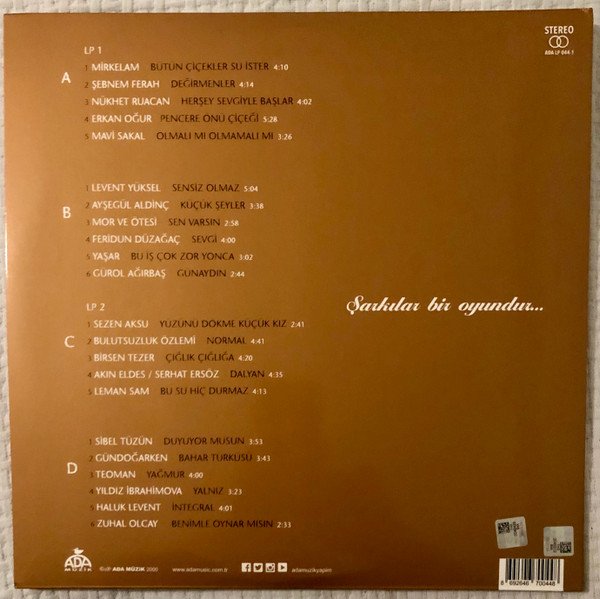 STEREO
ADA LP 044 1
LP 1
A
1 MİRKELAM BÜTÜN ÇİÇEKLER SU İSTER 4:10
2 ŞEBNEM FERAH DEĞİRMENLER 4:14
3 NÜKHET RUACAN HERŞEY SEVGİYLE BAŞLAR 4:02
4 ERKAN OĞUR PENCERE ÖNÜ ÇİÇEĞİ 5:28
5 MAVİ SAKAL OLMALI MI OLMAMALI MI 3:26
B
1 LEVENT YÜKSEL SENSİZ OLMAZ 5:04
2 AYŞEGÜL ALDİNÇ KÜÇÜK ŞEYLER 3:38
3 MOR VE ÖTESİ SEN VARSIN 2:58
4 FERİDUN DÜZAĞAÇ SEVGİ 4:00
5 YAŞAR BU İŞ ÇOK ZOR YONCA 3:02
6 GÜROL AĞIRBAŞ GÜNAYDIN 2:44
Şarkılar bir oyundur...
LP 2
C
1 SEZEN AKSU YÜZÜNÜ DÖKME KÜÇÜK KIZ 2:41
2 BULUTSUZLUK ÖZLEMİ NORMAL 4:41
3 BİRSEN TEZER ÇIĞLIK ÇIĞLIĞA 4:20
4 AKIN ELDES / SERHAT ERSÖZ DALYAN 4:35
5 LEMAN SAM BU SU HİÇ DURMAZ 4:13
D
1 SİBEL TÜZÜN DUYUYOR MUSUN 3:53
2 GÜNDOĞARKEN BAHAR TÜRKÜSÜ 3:43
3 TEOMAN YAĞMUR 4:00
4 YILDIZ İBRAHİMOVA YALNIZ 3:23
5 HALUK LEVENT İNTEGRAL 4:01
6 ZUHAL OLCAY BENİMLE OYNAR MISIN 2:33
ADA
MÜZİK
©℗ ADA MÜZİK 2020
www.adamusic.com.tr
adamuzikyapim
8 692646 700448